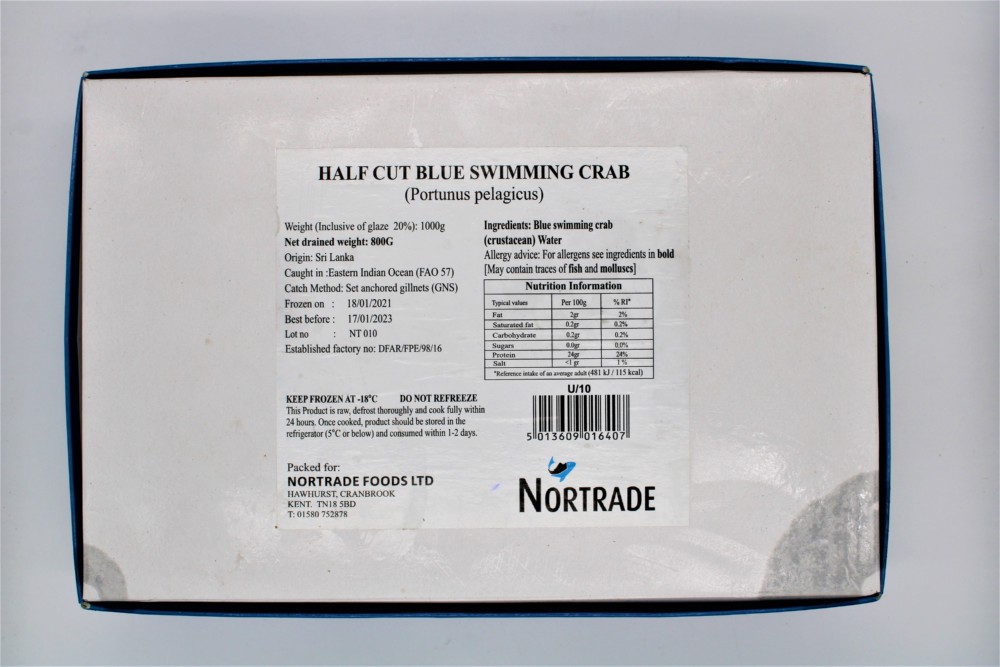 HALF CUT BLUE SWIMMING CRAB
(Portunus pelagicus)
Weight (Inclusive of glaze 20%): 1000g
Net drained weight: 800G
Origin: Sri Lanka
Caught in :Eastern Indian Ocean (FAO 57)
Catch Method: Set anchored gillnets (GNS)
Frozen on : 18/01/2021
Best before : 17/01/2023
Lot no : NT 010
Established factory no: DFAR/FPE/98/16
KEEP FROZEN AT -18°C DO NOT REFREEZE
This Product is raw, defrost thoroughly and cook fully within
24 hours. Once cooked, product should be stored in the
refrigerator (5°C or below) and consumed within 1-2 days.
Packed for:
NORTRADE FOODS LTD
HAWHURST, CRANBROOK
KENT. TN18 5BD
T: 01580 752878
Ingredients: Blue swimming crab
(crustacean) Water
Allergy advice: For allergens see ingredients in bold
[May contain traces of fish and molluscs]
Nutrition Information
Typical values Per 100g % RI*
Fat 2gr 2%
Saturated fat 0.2gr 0.2%
Carbohydrate 0.2gr 0.2%
Sugars 0.0gr 0.0%
Protein 24gr 24%
Salt <1 gr 1%
*Reference intake of an average adult (481 kJ / 115 kcal)
U/10
5 013609 016407
NORTRADE